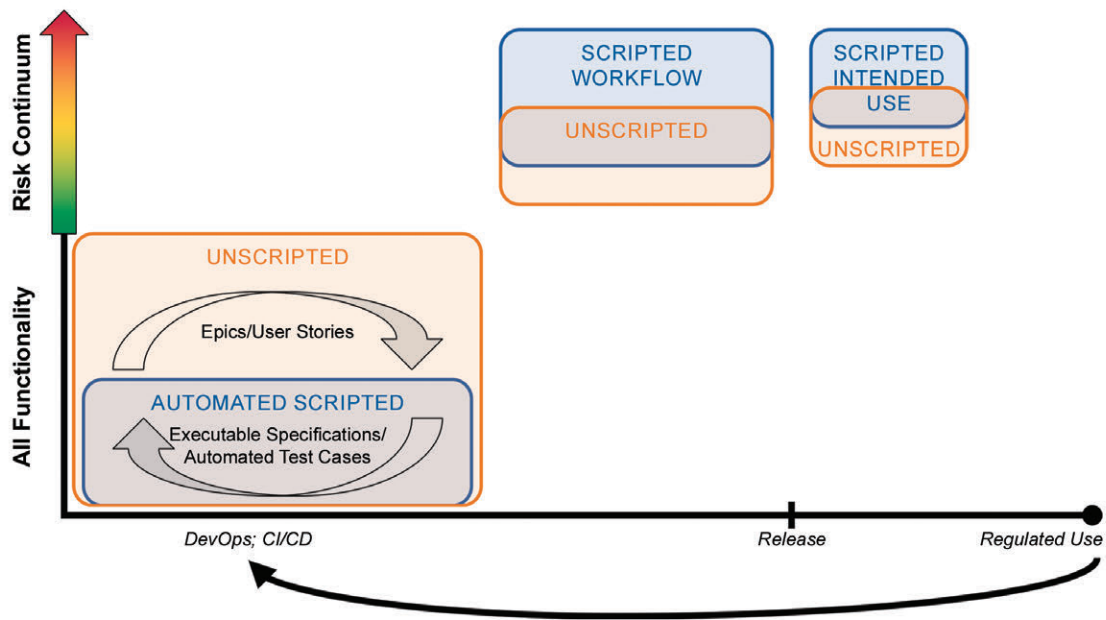 Risk Continuum
All Functionality
SCRIPTED
WORKFLOW
UNSCRIPTED
SCRIPTED
INTENDED
USE
UNSCRIPTED
UNSCRIPTED
Epics/User Stories
AUTOMATED SCRIPTED
Executable Specifications/
Automated Test Cases
DevOps; CI/CD
Release
Regulated Use